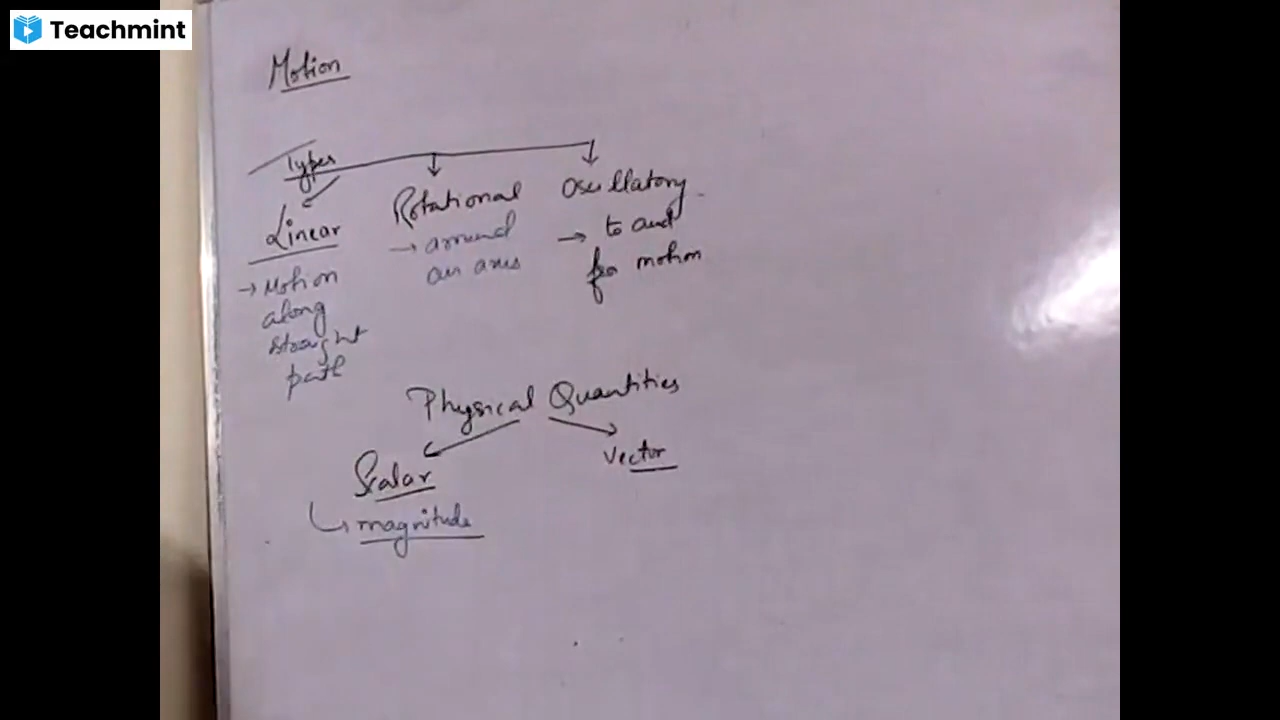 Teachmint
Motion
Types
Linear
→ Motion
along
straight
path
Rotational
→ around
an axis
Oscillatory
→ to and
fro motion
Physical Quantities
Scalar
magnitude
Vector